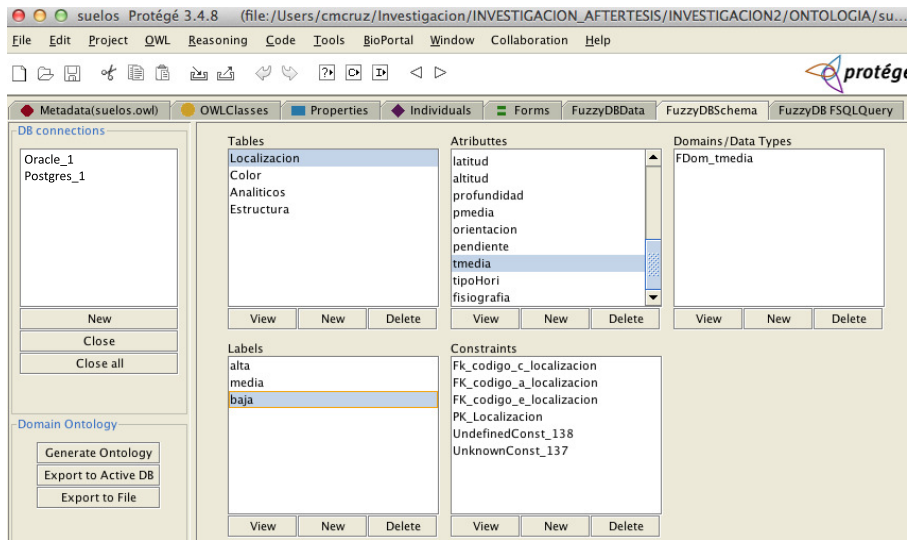 suelos Protégé 3.4.8 (file:/Users/cmcruz/Investigacion/INVESTIGACION_AFTERTESIS/INVESTIGACION2/ONTOLOGIA/su...
File Edit Project OWL Reasoning Code Tools BioPortal Window Collaboration Help
protégé
Metadata(suelos.owl) OWLClasses Properties Individuals Forms FuzzyDBData FuzzyDBSchema FuzzyDB FSQLQuery
DB connections
Oracle_1
Postgres_1
New
Close
Close all
Domain Ontology
Generate Ontology
Export to Active DB
Export to File
Tables
Localizacion
Color
Analiticos
Estructura
View New Delete
Atributtes
latitud
altitud
profundidad
pmedia
orientacion
pendiente
tmedia
tipoHori
fisiografia
View New Delete
Domains/Data Types
FDom_tmedia
View New Delete
Labels
alta
media
baja
View New Delete
Constraints
Fk_codigo_c_localizacion
FK_codigo_a_localizacion
FK_codigo_e_localizacion
PK_Localizacion
UndefinedConst_138
UnknownConst_137
View New Delete